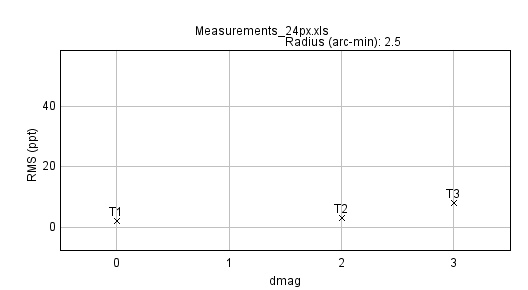 Measurements_24px.xls
Radius (arc-min): 2.5
RMS (ppt)
40
20
0
T1
T2
T3
0 1 2 3
dmag